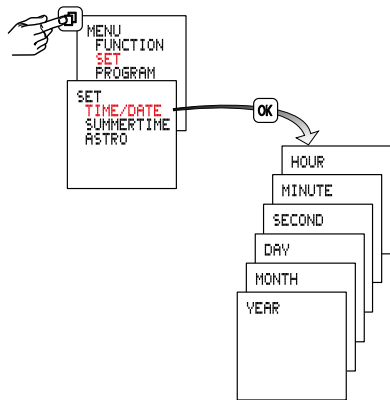 MENU
FUNCTION
SET
PROGRAM
SET
TIME/DATE
SUMMERTIME
ASTRO
OK
HOUR
MINUTE
SECOND
DAY
MONTH
YEAR